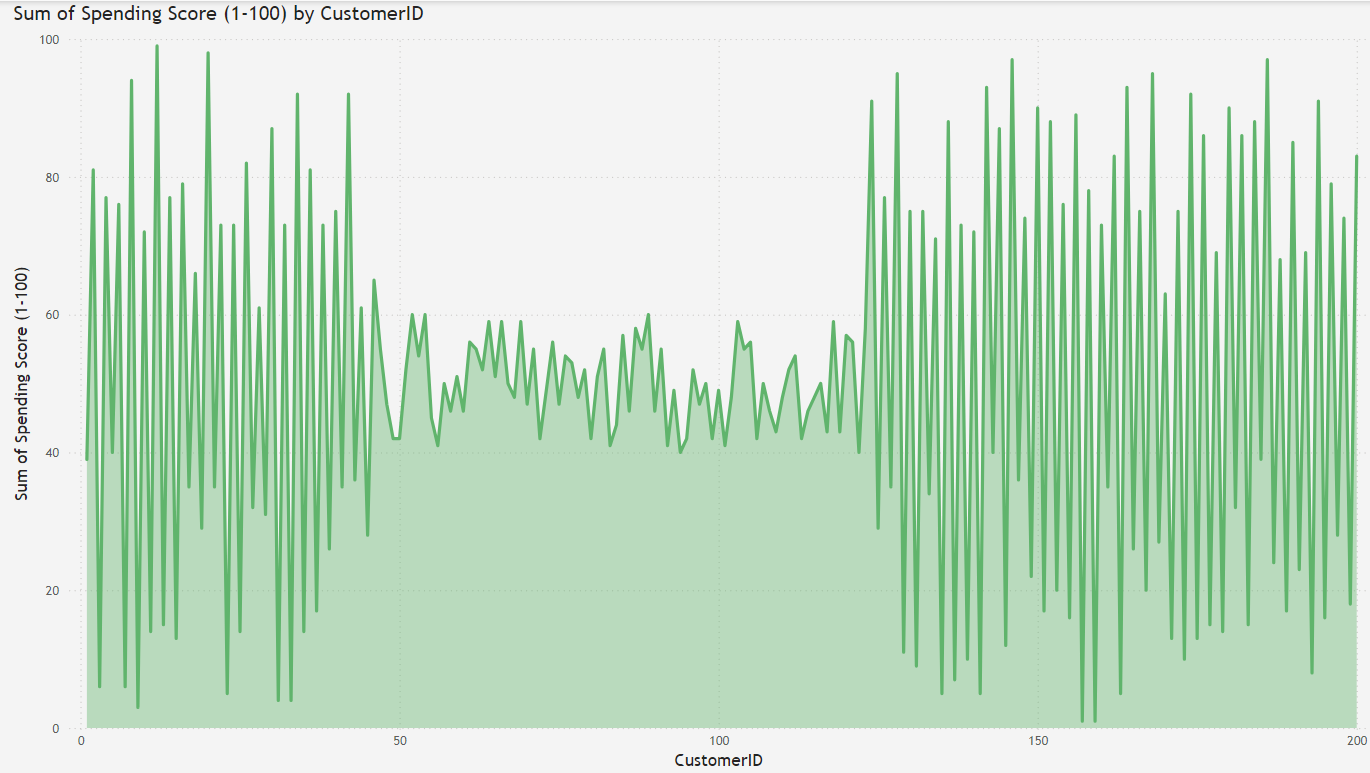 Sum of Spending Score (1-100) by CustomerID
Sum of Spending Score (1-100)
100
80
60
40
20
0
0 50 100 150 200
CustomerID